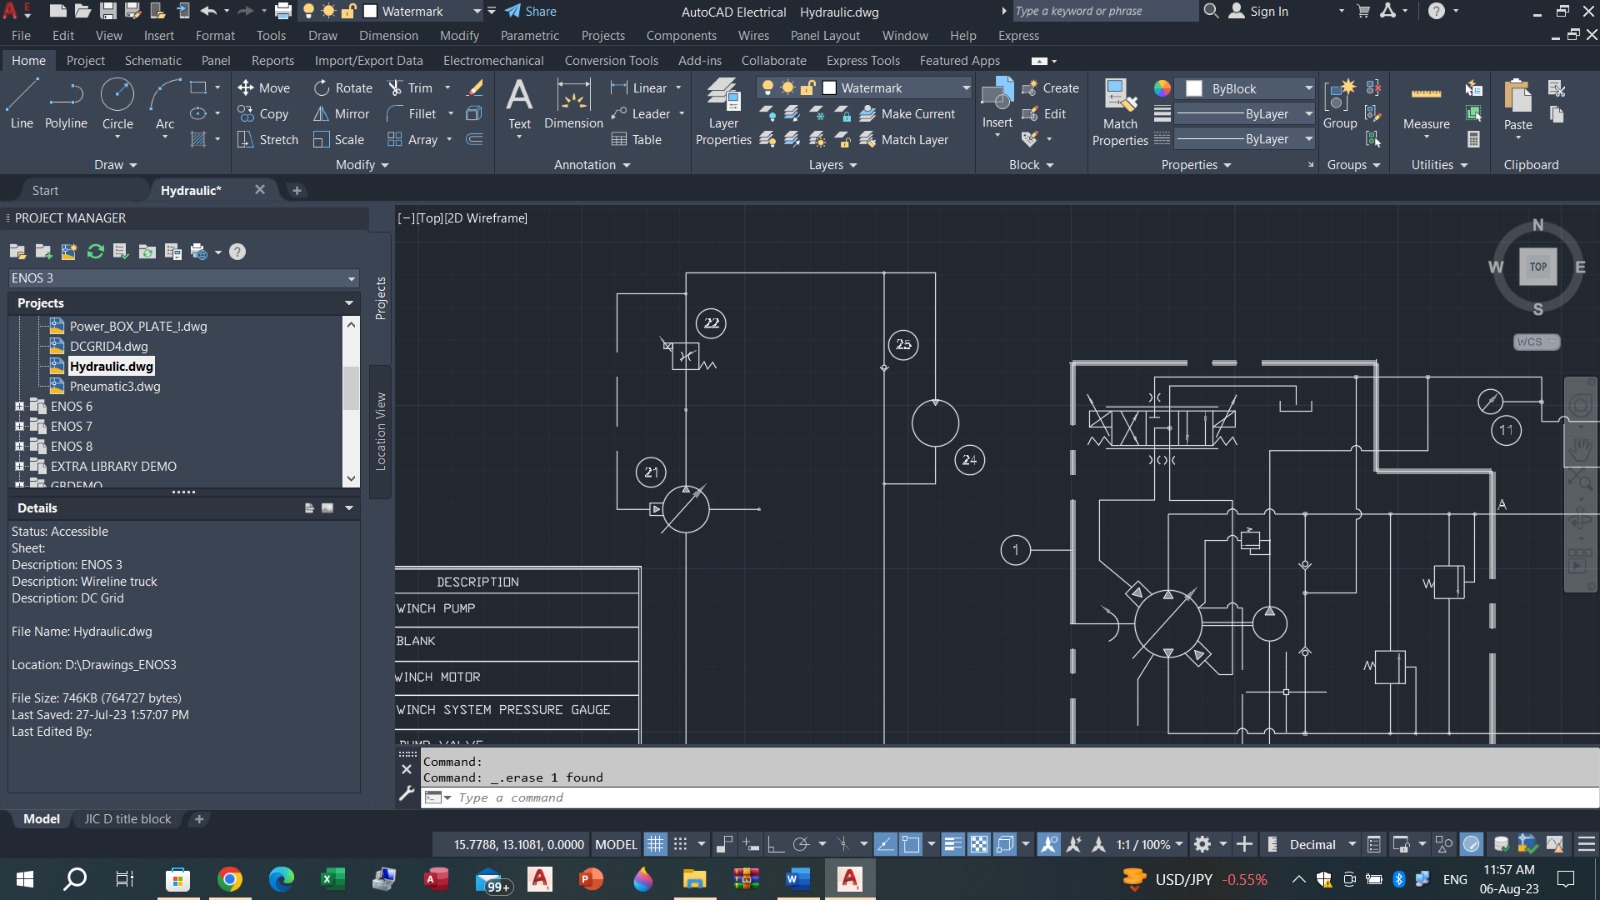 Watermark
Share
AutoCAD Electrical Hydraulic.dwg
Type a keyword or phrase
Sign In
File Edit View Insert Format Tools Draw Dimension Modify Parametric Projects Components Wires Panel Layout Window Help Express
Home Project Schematic Panel Reports Import/Export Data Electromechanical Conversion Tools Add-ins Collaborate Express Tools Featured Apps
Line
Polyline
Circle
Arc
Draw
Move Rotate Trim
Copy Mirror Fillet
Stretch Scale Array
Modify
Text
Dimension
Linear
Leader
Table
Annotation
Layer
Properties
Watermark
Make Current
Match Layer
Layers
Insert
Create
Edit
Block
Match
Properties
ByBlock
ByLayer
ByLayer
Properties
Group
Groups
Measure
Utilities
Paste
Clipboard
Start
Hydraulic*
PROJECT MANAGER
ENOS 3
Projects
Power_BOX_PLATE_!.dwg
DCGRID4.dwg
Hydraulic.dwg
Pneumatic3.dwg
ENOS 6
ENOS 7
ENOS 8
EXTRA LIBRARY DEMO
GBDEMO
Projects
Location View
Details
Status: Accessible
Sheet:
Description: ENOS 3
Description: Wireline truck
Description: DC Grid
File Name: Hydraulic.dwg
Location: D:\Drawings_ENOS3
File Size: 746KB (764727 bytes)
Last Saved: 27-Jul-23 1:57:07 PM
Last Edited By:
[−][Top][2D Wireframe]
N
W TOP E
S
WCS
22
25
21
24
11
1
A
DESCRIPTION
WINCH PUMP
BLANK
WINCH MOTOR
WINCH SYSTEM PRESSURE GAUGE
PUMP VALVE
Command:
Command: _.erase 1 found
Type a command
Model JIC D title block
15.7788, 13.1081, 0.0000 MODEL
1:1 / 100%
Decimal
99+
USD/JPY -0.55%
ENG
11:57 AM
06-Aug-23